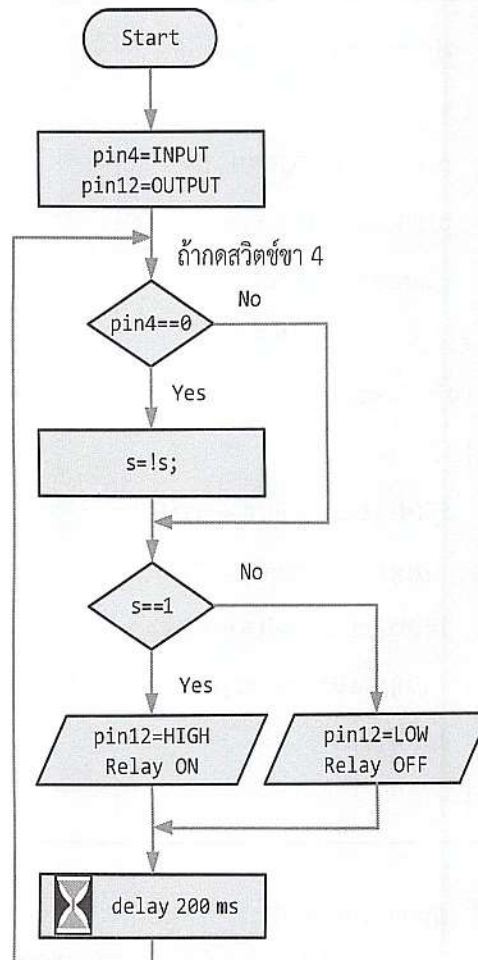 Start
pin4=INPUT
pin12=OUTPUT
ถ้ากดสวิตซ์ขา 4
pin4==0
No
Yes
s=!s;
s==1
No
Yes
pin12=HIGH
Relay ON
pin12=LOW
Relay OFF
delay 200 ms